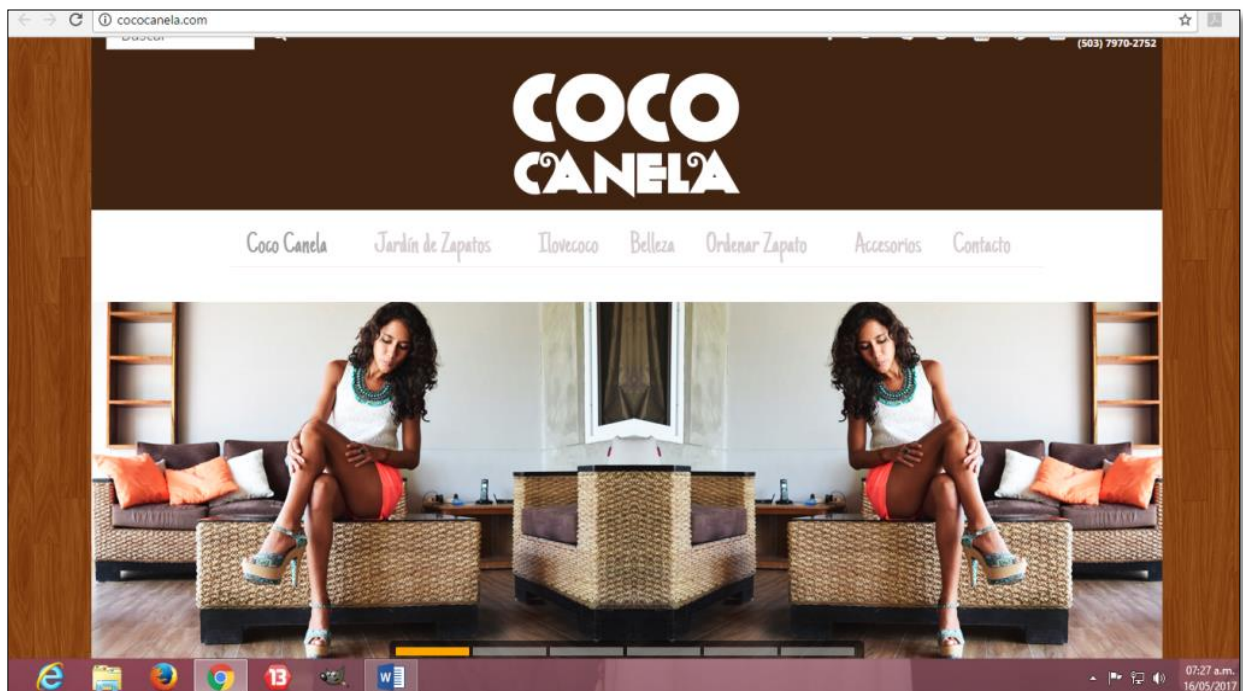 cococanela.com
Buscar
(503) 7970-2752
COCO
CANELA
Coco Canela Jardín de Zapatos Ilovecoco Belleza Ordenar Zapato Accesorios Contacto
13
W
07:27 a.m.
16/05/2017